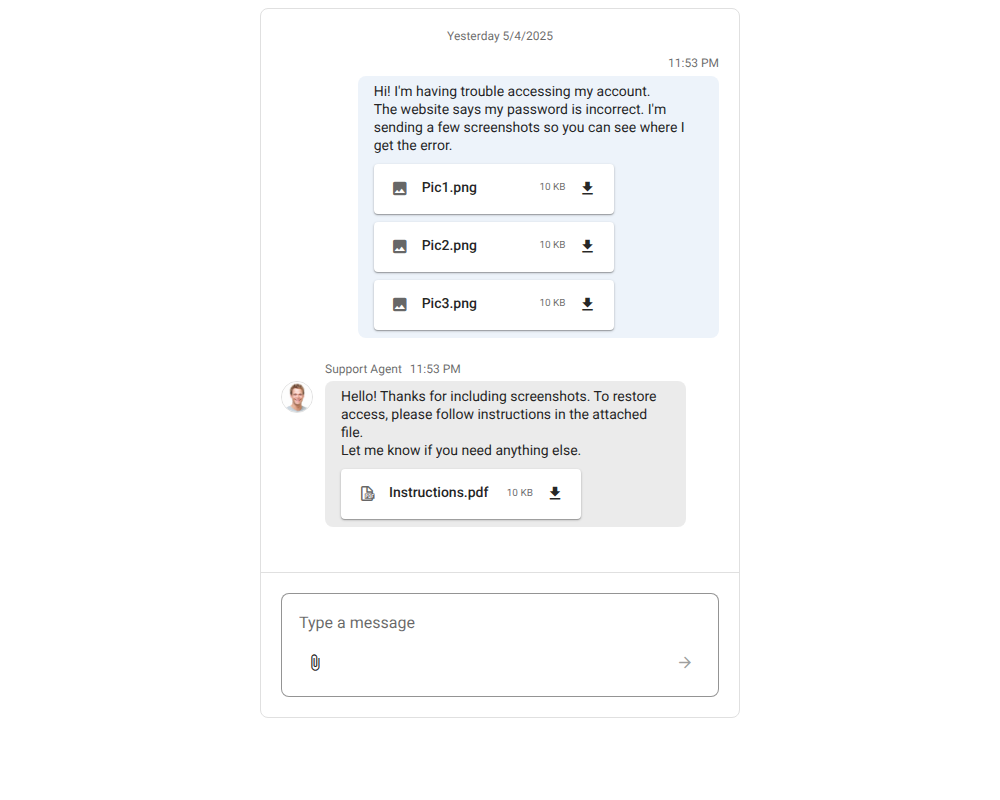 Yesterday 5/4/2025
11:53 PM
Hi! I'm having trouble accessing my account.
The website says my password is incorrect. I'm
sending a few screenshots so you can see where I
get the error.
Pic1.png 10 KB
Pic2.png 10 KB
Pic3.png 10 KB
Support Agent 11:53 PM
Hello! Thanks for including screenshots. To restore
access, please follow instructions in the attached
file.
Let me know if you need anything else.
Instructions.pdf 10 KB
Type a message